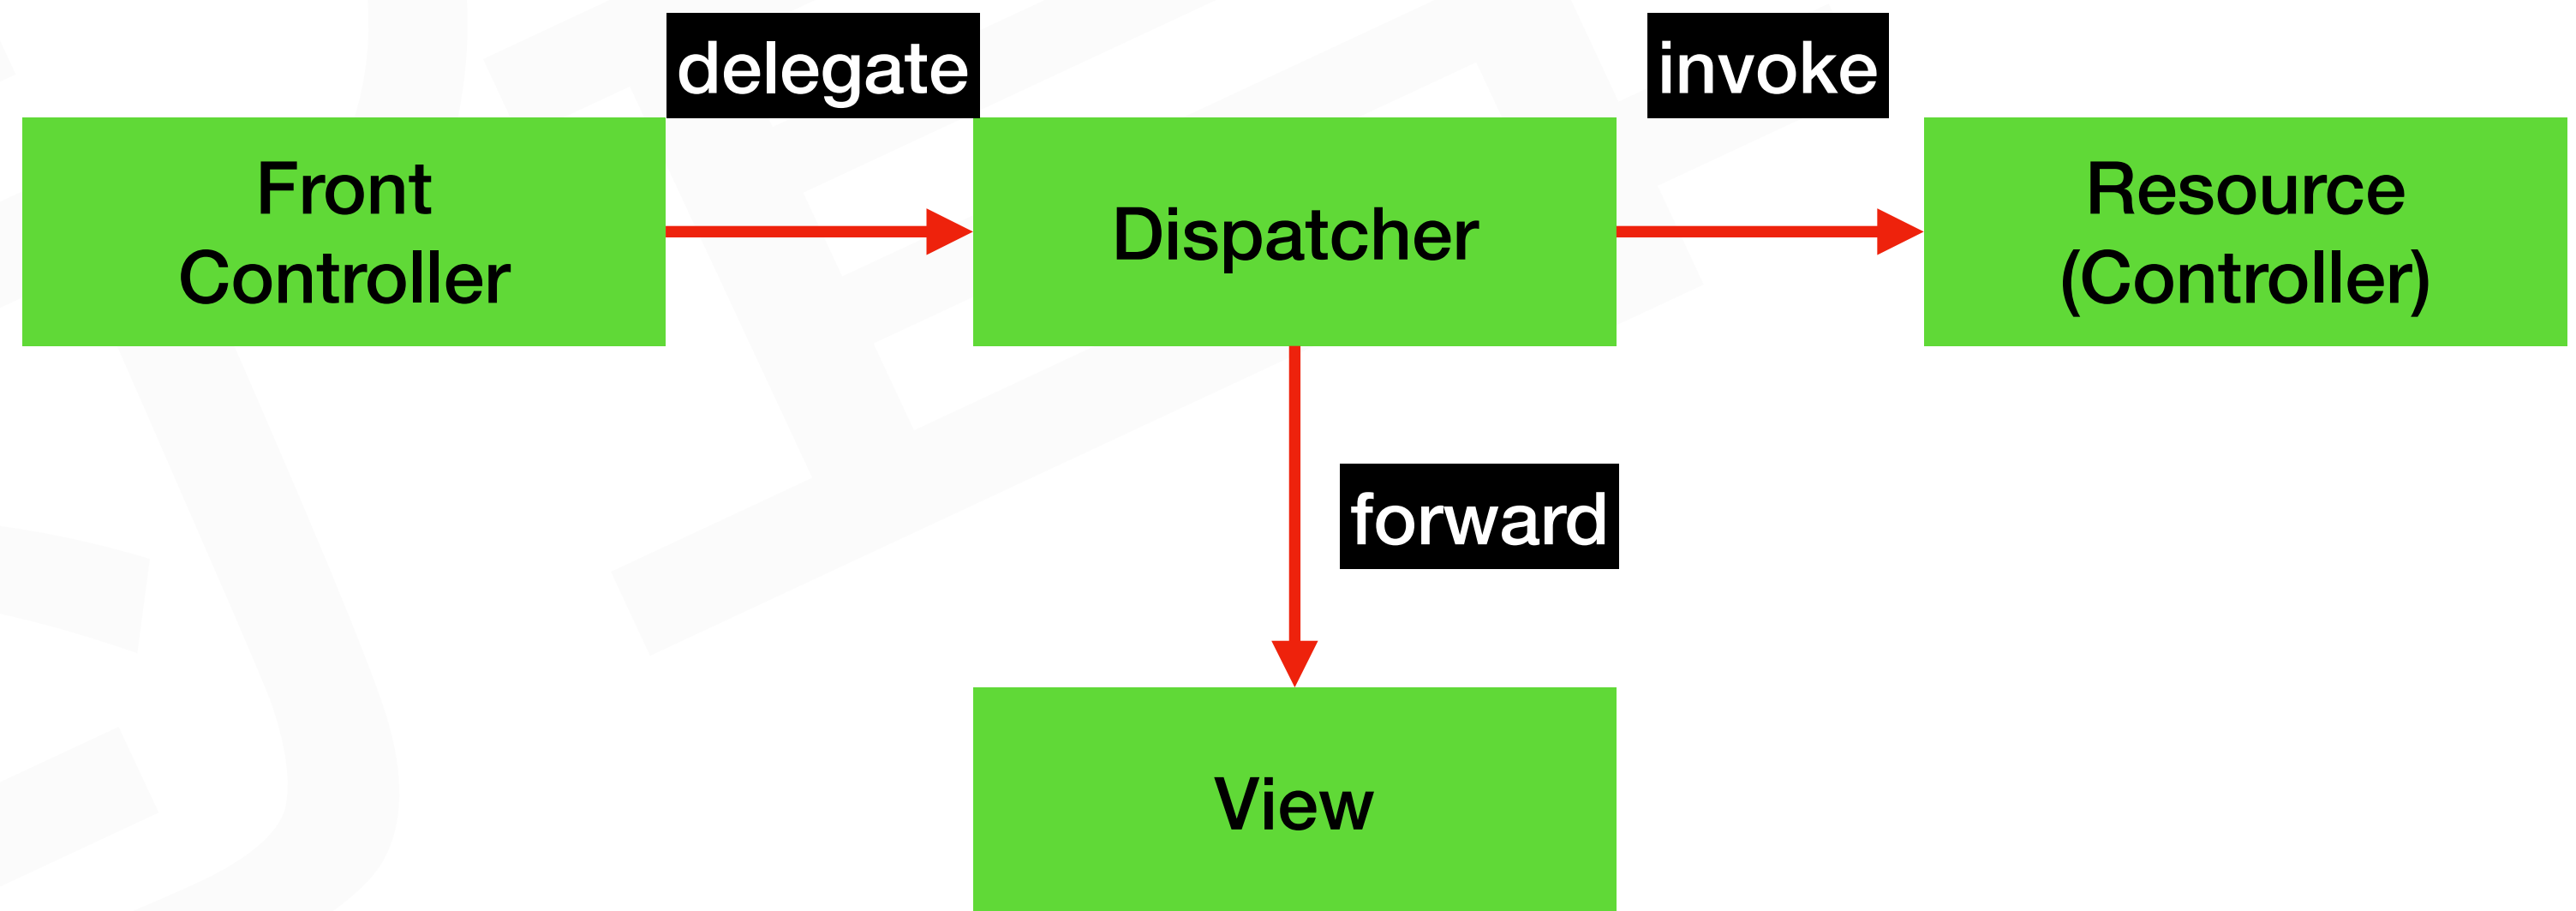 delegate
invoke
Front
Controller
Dispatcher
Resource
(Controller)
forward
View